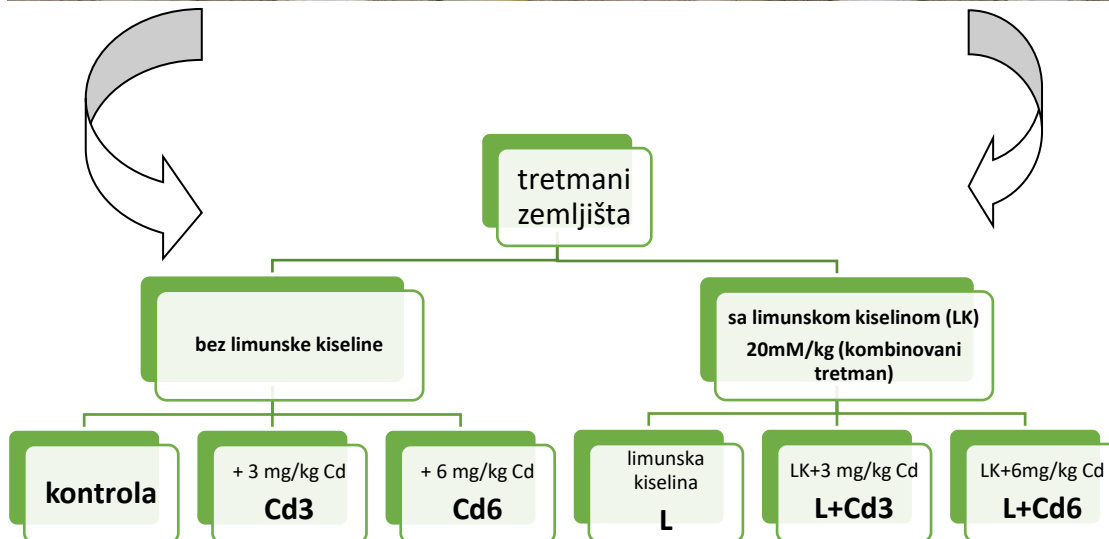 tretmani
zemljišta
bez limunske kiseline
sa limunskom kiselinom (LK)
20mM/kg (kombinovani
tretman)
kontrola
+ 3 mg/kg Cd
Cd3
+ 6 mg/kg Cd
Cd6
limunska
kiselina
L
LK+3 mg/kg Cd
L+Cd3
LK+6mg/kg Cd
L+Cd6